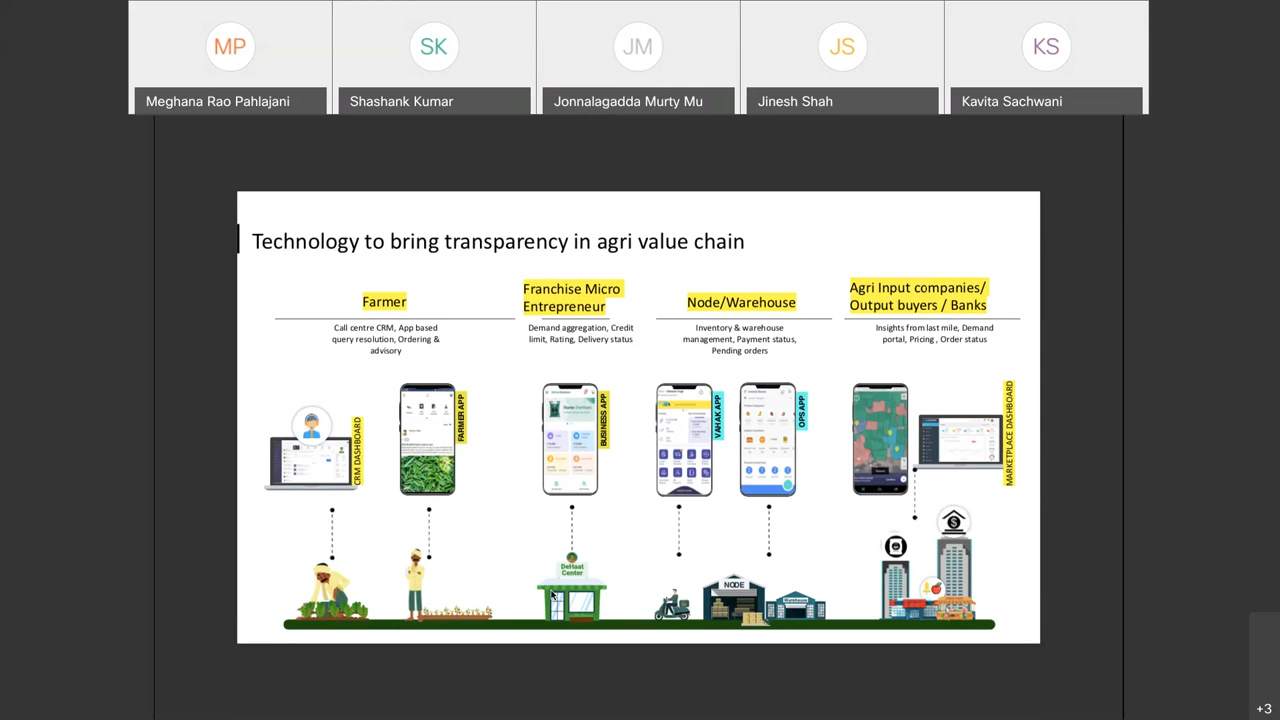 MP
SK
JM
JS
KS
Meghana Rao Pahlajani
Shashank Kumar
Jonnalagadda Murty Mu
Jinesh Shah
Kavita Sachwani
Technology to bring transparency in agri value chain
Farmer
Call centre CRM, App based
query resolution, Ordering &
advisory
Franchise Micro
Entrepreneur
Demand aggregation, Credit
limit, Rating, Delivery status
Node/Warehouse
Inventory & warehouse
management, Payment status,
Pending orders
Agri Input companies/
Output buyers / Banks
Insights from last mile, Demand
portal, Pricing , Order status
CRM DASHBOARD
FARMER APP
BUSINESS APP
VAHAK APP
OPS APP
MARKETPLACE DASHBOARD
DeHaat
Center
NODE
+3